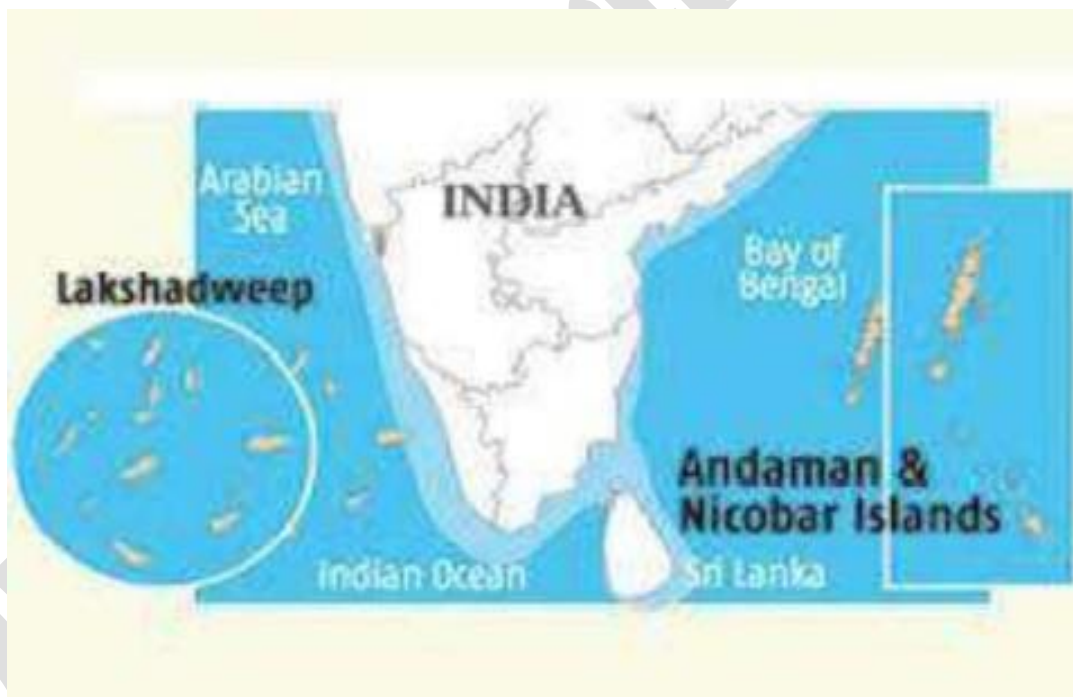 Arabian
Sea
INDIA
Lakshadweep
Bay of
Bengal
Andaman &
Nicobar Islands
Indian Ocean
Sri Lanka